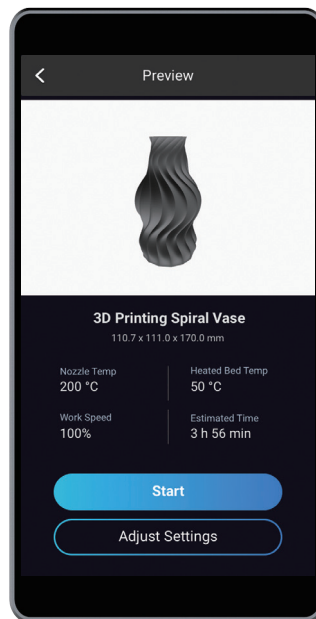 Preview
3D Printing Spiral Vase
110.7 x 111.0 x 170.0 mm
Nozzle Temp
200 °C
Heated Bed Temp
50 °C
Work Speed
100%
Estimated Time
3 h 56 min
Start
Adjust Settings